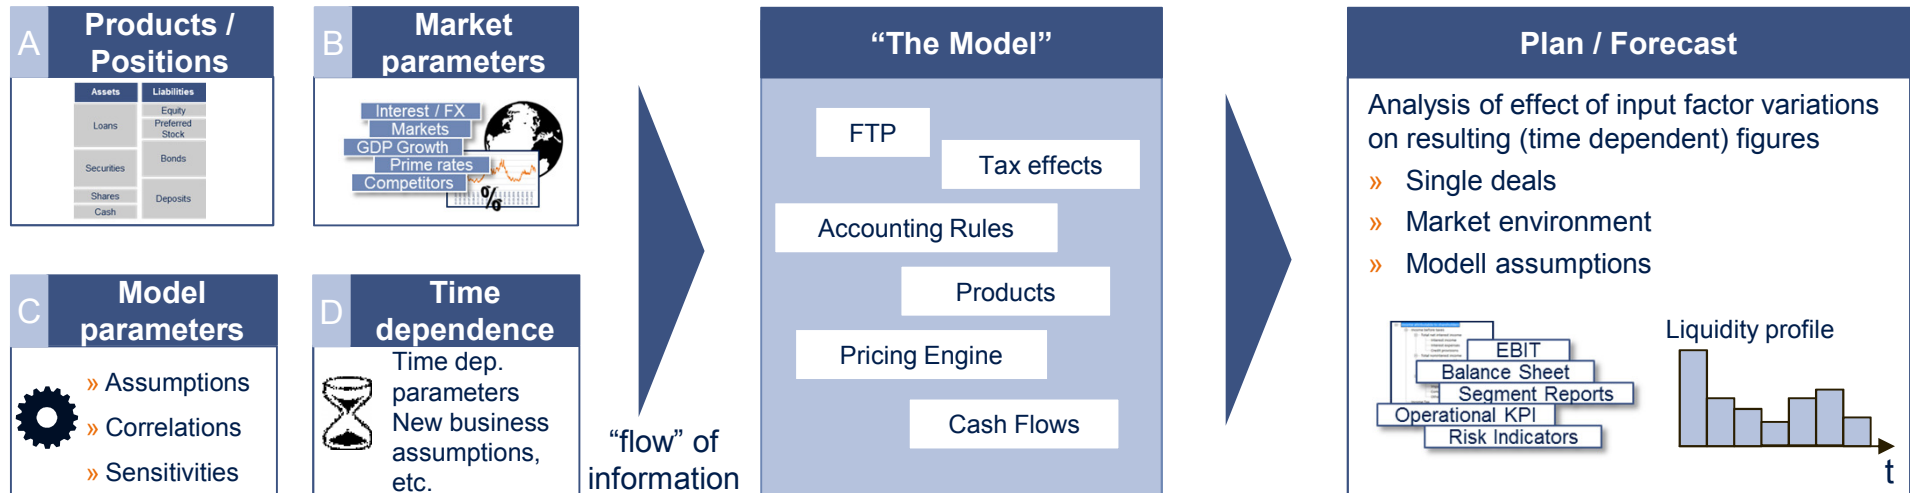 A
Products /
Positions
Assets
Liabilities
Loans
Securities
Shares
Cash
Equity
Preferred
Stock
Bonds
Deposits
B
Market
parameters
Interest / FX
Markets
GDP Growth
Prime rates
Competitors
%
C
Model
parameters
» Assumptions
» Correlations
» Sensitivities
D
Time
dependence
Time dep.
parameters
New business
assumptions,
etc.
“flow” of
information
“The Model”
FTP
Tax effects
Accounting Rules
Products
Pricing Engine
Cash Flows
Plan / Forecast
Analysis of effect of input factor variations
on resulting (time dependent) figures
» Single deals
» Market environment
» Modell assumptions
EBIT
Balance Sheet
Segment Reports
Operational KPI
Risk Indicators
Liquidity profile
t